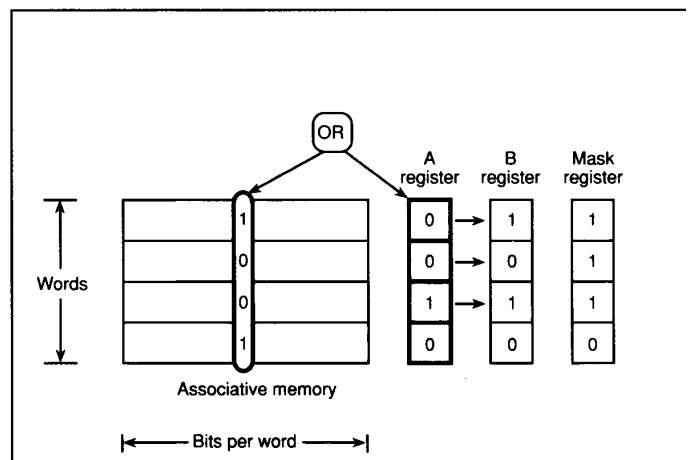 OR
A register
B register
Mask register
1 0 1 1
0 0 0 1
Words
0 1 1 1
1 0 0 0
Associative memory
Bits per word